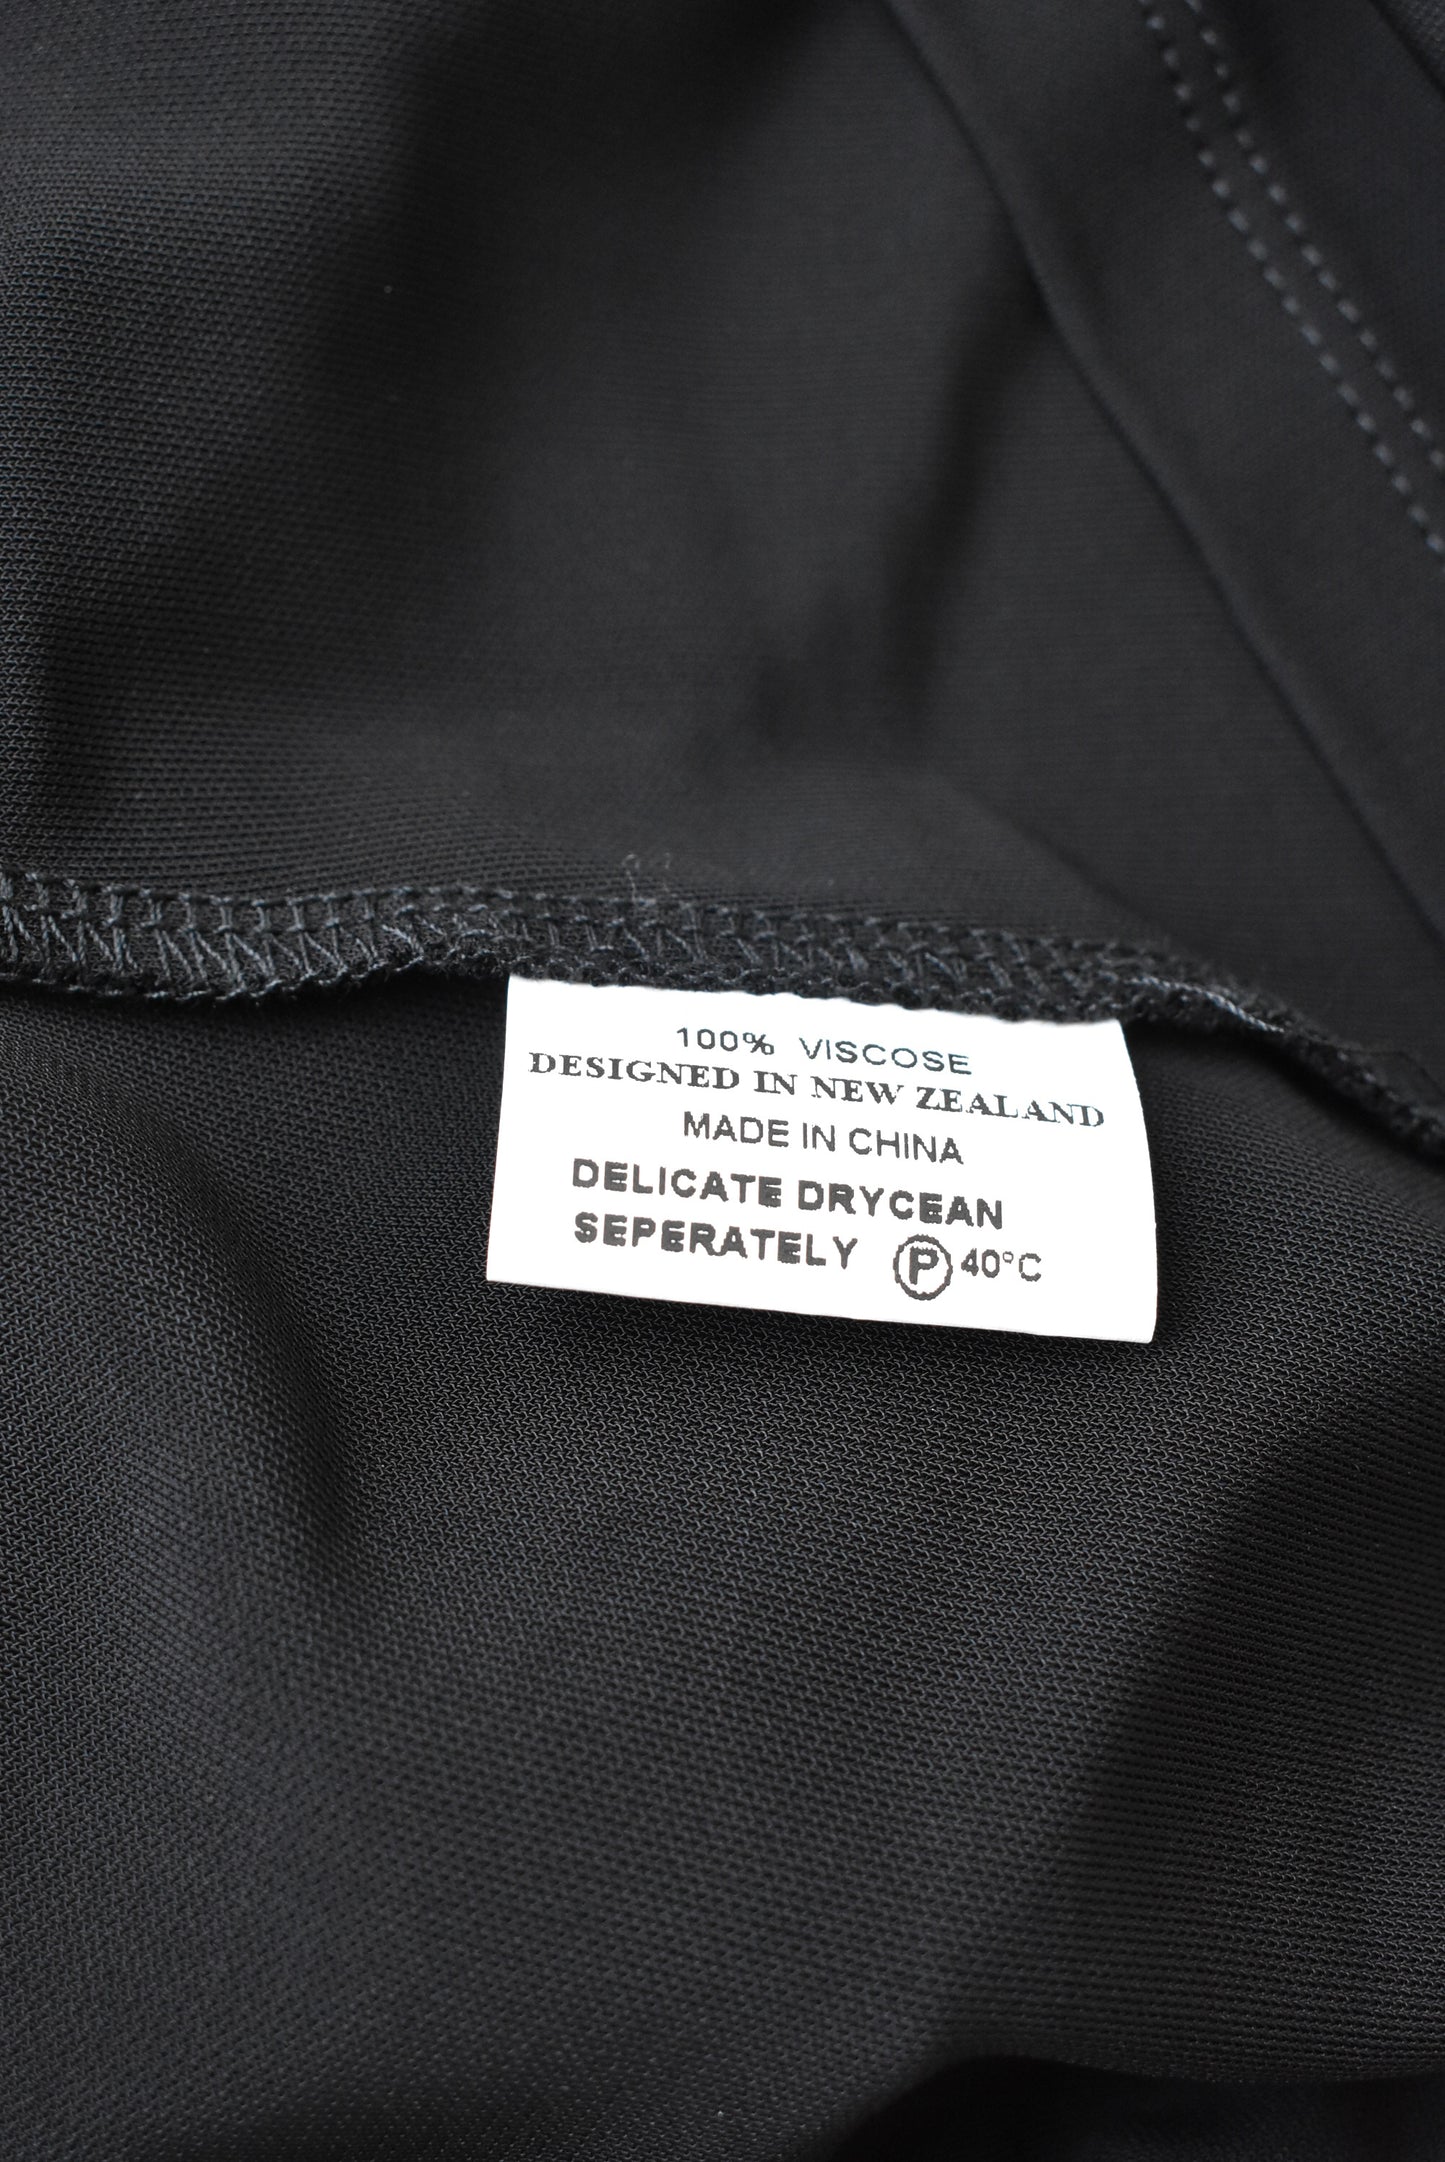 100% VISCOSE
DESIGNED IN NEW ZEALAND
MADE IN CHINA
DELICATE DRYCEAN
SEPERATELY Ⓟ 40°C